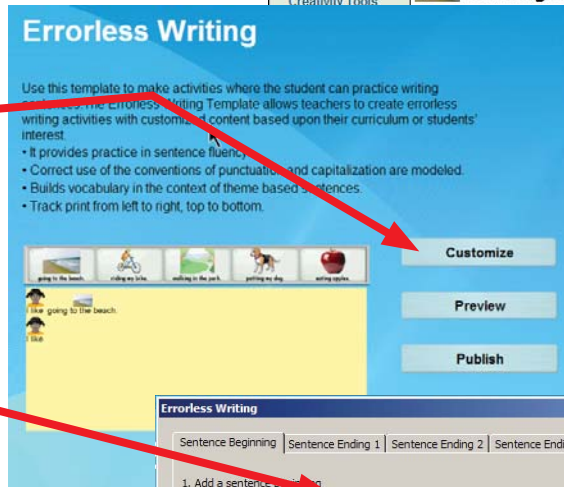 Creativity Tools
Errorless Writing
Use this template to make activities where the student can practice writing
sentences. The Errorless Writing Template allows teachers to create errorless
writing activities with customized content based upon their curriculum or students'
interest.
• It provides practice in sentence fluency
• Correct use of the conventions of punctuation and capitalization are modeled.
• Builds vocabulary in the context of theme based sentences.
• Track print from left to right, top to bottom.
Customize
going to the beach. riding my bike. walking in the park. petting my dog. eating apples.
I like going to the beach.
Preview
I like
Publish
Errorless Writing
Sentence Beginning Sentence Ending 1 Sentence Ending 2 Sentence Endi
1. Add a sentence beginning